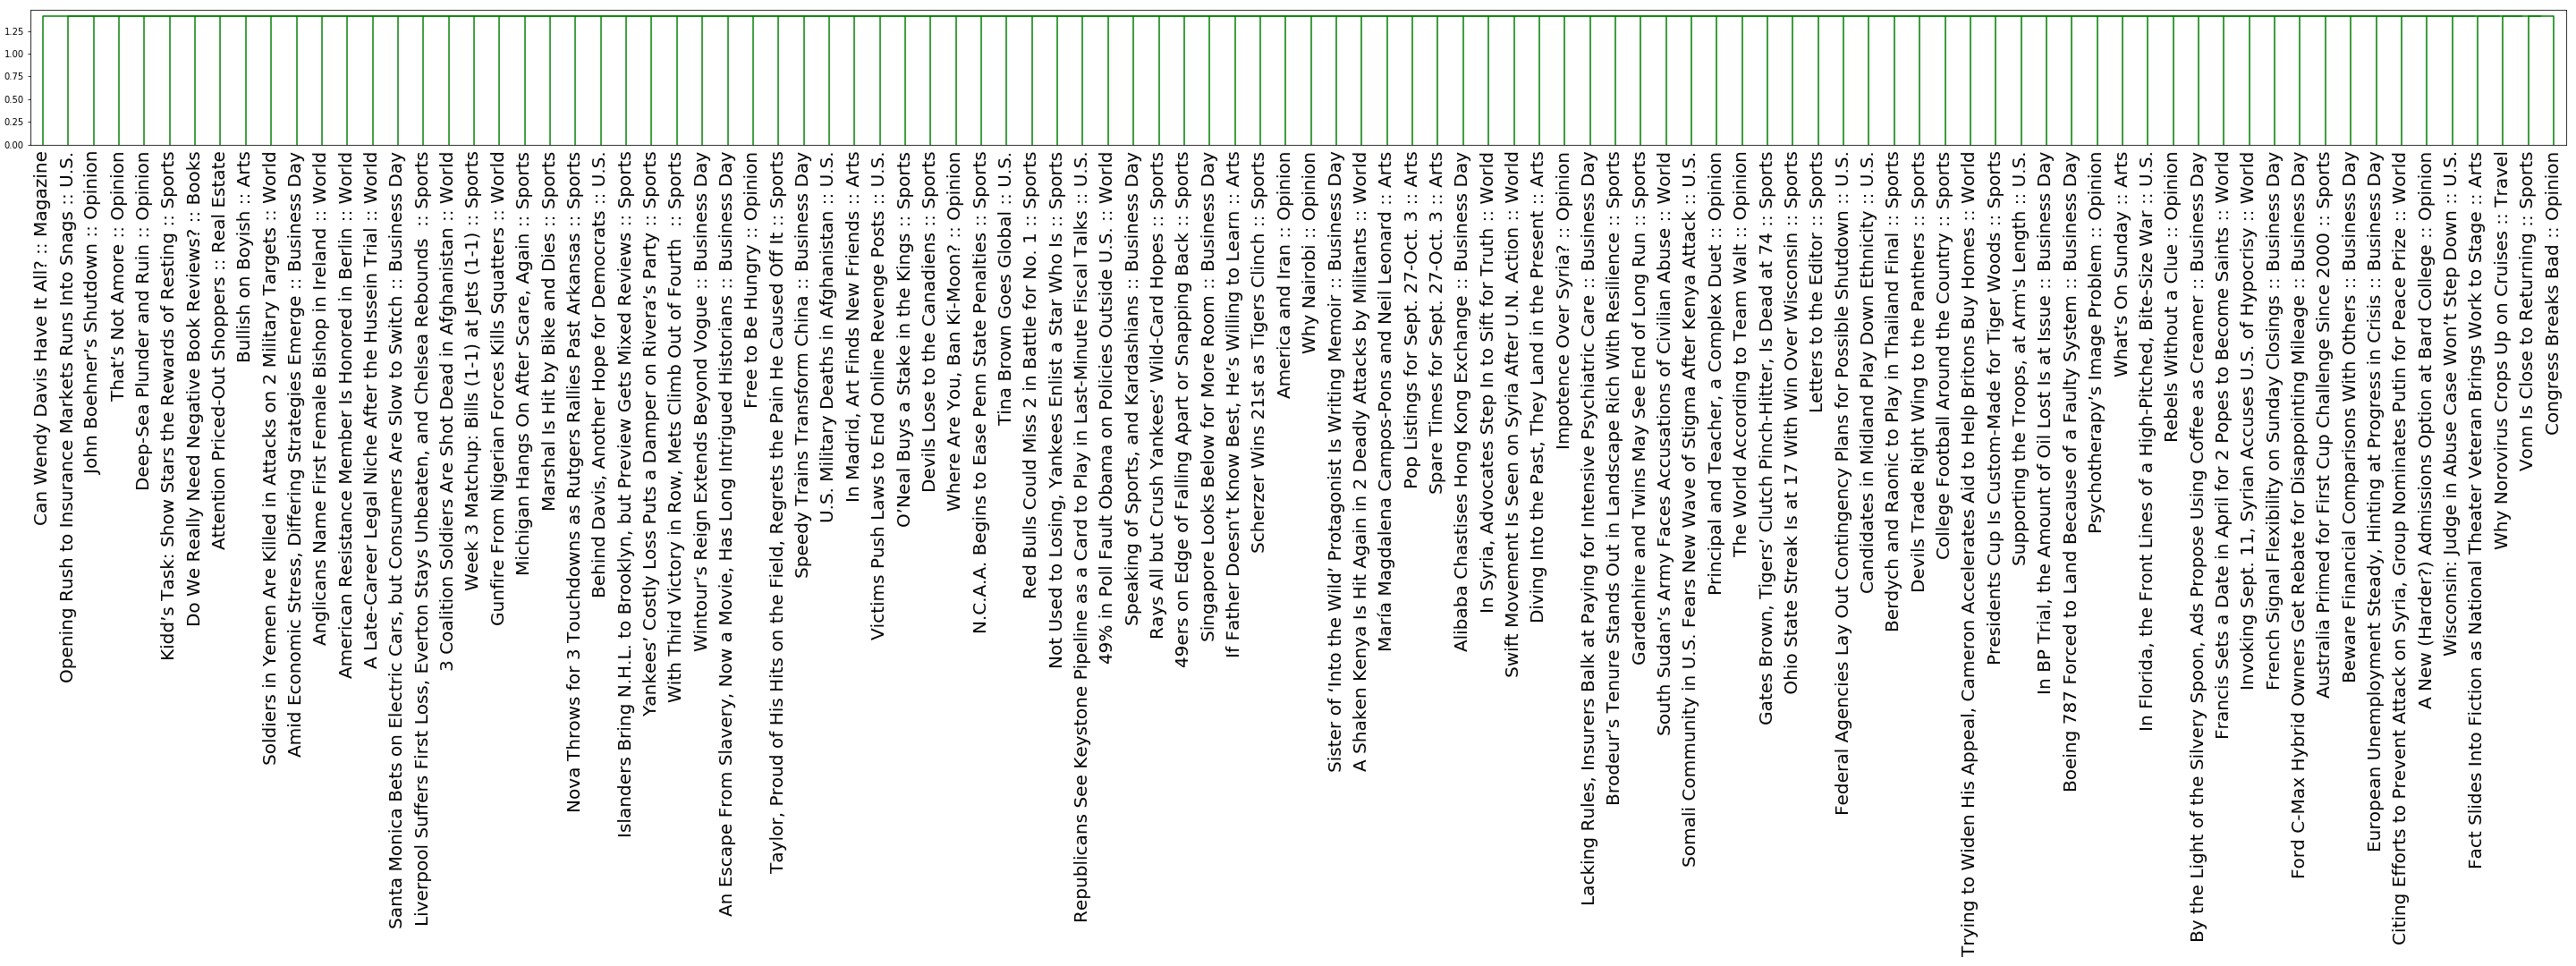 1.25
1.00
0.75
0.50
0.25
0.00
Can Wendy Davis Have It All? :: Magazine
Opening Rush to Insurance Markets Runs Into Snags :: U.S.
John Boehner’s Shutdown :: Opinion
That’s Not Amore :: Opinion
Deep-Sea Plunder and Ruin :: Opinion
Kidd’s Task: Show Stars the Rewards of Resting :: Sports
Do We Really Need Negative Book Reviews? :: Books
Attention Priced-Out Shoppers :: Real Estate
Bullish on Boyish :: Arts
Soldiers in Yemen Are Killed in Attacks on 2 Military Targets :: World
Amid Economic Stress, Differing Strategies Emerge :: Business Day
Anglicans Name First Female Bishop in Ireland :: World
American Resistance Member Is Honored in Berlin :: World
A Late-Career Legal Niche After the Hussein Trial :: World
Santa Monica Bets on Electric Cars, but Consumers Are Slow to Switch :: Business Day
Liverpool Suffers First Loss, Everton Stays Unbeaten, and Chelsea Rebounds :: Sports
3 Coalition Soldiers Are Shot Dead in Afghanistan :: World
Week 3 Matchup: Bills (1-1) at Jets (1-1) :: Sports
Gunfire From Nigerian Forces Kills Squatters :: World
Michigan Hangs On After Scare, Again :: Sports
Marshal Is Hit by Bike and Dies :: Sports
Nova Throws for 3 Touchdowns as Rutgers Rallies Past Arkansas :: Sports
Behind Davis, Another Hope for Democrats :: U.S.
Islanders Bring N.H.L. to Brooklyn, but Preview Gets Mixed Reviews :: Sports
Yankees’ Costly Loss Puts a Damper on Rivera’s Party :: Sports
With Third Victory in Row, Mets Climb Out of Fourth :: Sports
Wintour’s Reign Extends Beyond Vogue :: Business Day
An Escape From Slavery, Now a Movie, Has Long Intrigued Historians :: Business Day
Free to Be Hungry :: Opinion
Taylor, Proud of His Hits on the Field, Regrets the Pain He Caused Off It :: Sports
Speedy Trains Transform China :: Business Day
U.S. Military Deaths in Afghanistan :: U.S.
In Madrid, Art Finds New Friends :: Arts
Victims Push Laws to End Online Revenge Posts :: U.S.
O’Neal Buys a Stake in the Kings :: Sports
Devils Lose to the Canadiens :: Sports
Where Are You, Ban Ki-Moon? :: Opinion
N.C.A.A. Begins to Ease Penn State Penalties :: Sports
Tina Brown Goes Global :: U.S.
Red Bulls Could Miss 2 in Battle for No. 1 :: Sports
Not Used to Losing, Yankees Enlist a Star Who Is :: Sports
Republicans See Keystone Pipeline as a Card to Play in Last-Minute Fiscal Talks :: U.S.
49% in Poll Fault Obama on Policies Outside U.S. :: World
Speaking of Sports, and Kardashians :: Business Day
Rays All but Crush Yankees’ Wild-Card Hopes :: Sports
49ers on Edge of Falling Apart or Snapping Back :: Sports
Singapore Looks Below for More Room :: Business Day
If Father Doesn’t Know Best, He’s Willing to Learn :: Arts
Scherzer Wins 21st as Tigers Clinch :: Sports
America and Iran :: Opinion
Why Nairobi :: Opinion
Sister of ‘Into the Wild’ Protagonist Is Writing Memoir :: Business Day
A Shaken Kenya Is Hit Again in 2 Deadly Attacks by Militants :: World
María Magdalena Campos-Pons and Neil Leonard :: Arts
Pop Listings for Sept. 27-Oct. 3 :: Arts
Spare Times for Sept. 27-Oct. 3 :: Arts
Alibaba Chastises Hong Kong Exchange :: Business Day
In Syria, Advocates Step In to Sift for Truth :: World
Swift Movement Is Seen on Syria After U.N. Action :: World
Diving Into the Past, They Land in the Present :: Arts
Impotence Over Syria? :: Opinion
Lacking Rules, Insurers Balk at Paying for Intensive Psychiatric Care :: Business Day
Brodeur’s Tenure Stands Out in Landscape Rich With Resilience :: Sports
Gardenhire and Twins May See End of Long Run :: Sports
South Sudan’s Army Faces Accusations of Civilian Abuse :: World
Somali Community in U.S. Fears New Wave of Stigma After Kenya Attack :: U.S.
Principal and Teacher, a Complex Duet :: Opinion
The World According to Team Walt :: Opinion
Gates Brown, Tigers’ Clutch Pinch-Hitter, Is Dead at 74 :: Sports
Ohio State Streak Is at 17 With Win Over Wisconsin :: Sports
Letters to the Editor :: Sports
Federal Agencies Lay Out Contingency Plans for Possible Shutdown :: U.S.
Candidates in Midland Play Down Ethnicity :: U.S.
Berdych and Raonic to Play in Thailand Final :: Sports
Devils Trade Right Wing to the Panthers :: Sports
College Football Around the Country :: Sports
Trying to Widen His Appeal, Cameron Accelerates Aid to Help Britons Buy Homes :: World
Presidents Cup Is Custom-Made for Tiger Woods :: Sports
Supporting the Troops, at Arm’s Length :: U.S.
In BP Trial, the Amount of Oil Lost Is at Issue :: Business Day
Boeing 787 Forced to Land Because of a Faulty System :: Business Day
Psychotherapy’s Image Problem :: Opinion
What’s On Sunday :: Arts
In Florida, the Front Lines of a High-Pitched, Bite-Size War :: U.S.
Rebels Without a Clue :: Opinion
By the Light of the Silvery Spoon, Ads Propose Using Coffee as Creamer :: Business Day
Francis Sets a Date in April for 2 Popes to Become Saints :: World
Invoking Sept. 11, Syrian Accuses U.S. of Hypocrisy :: World
French Signal Flexibility on Sunday Closings :: Business Day
Ford C-Max Hybrid Owners Get Rebate for Disappointing Mileage :: Business Day
Australia Primed for First Cup Challenge Since 2000 :: Sports
Beware Financial Comparisons With Others :: Business Day
European Unemployment Steady, Hinting at Progress in Crisis :: Business Day
Citing Efforts to Prevent Attack on Syria, Group Nominates Putin for Peace Prize :: World
A New (Harder?) Admissions Option at Bard College :: Opinion
Wisconsin: Judge in Abuse Case Won’t Step Down :: U.S.
Fact Slides Into Fiction as National Theater Veteran Brings Work to Stage :: Arts
Why Norovirus Crops Up on Cruises :: Travel
Vonn Is Close to Returning :: Sports
Congress Breaks Bad :: Opinion